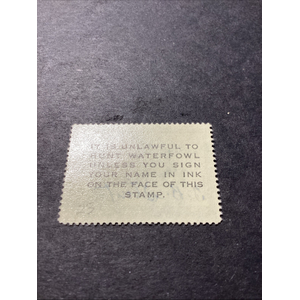 IT IS UNLAWFUL TO
HUNT WATERFOWL
UNLESS YOU SIGN
YOUR NAME IN INK
ON THE FACE OF THIS
STAMP.